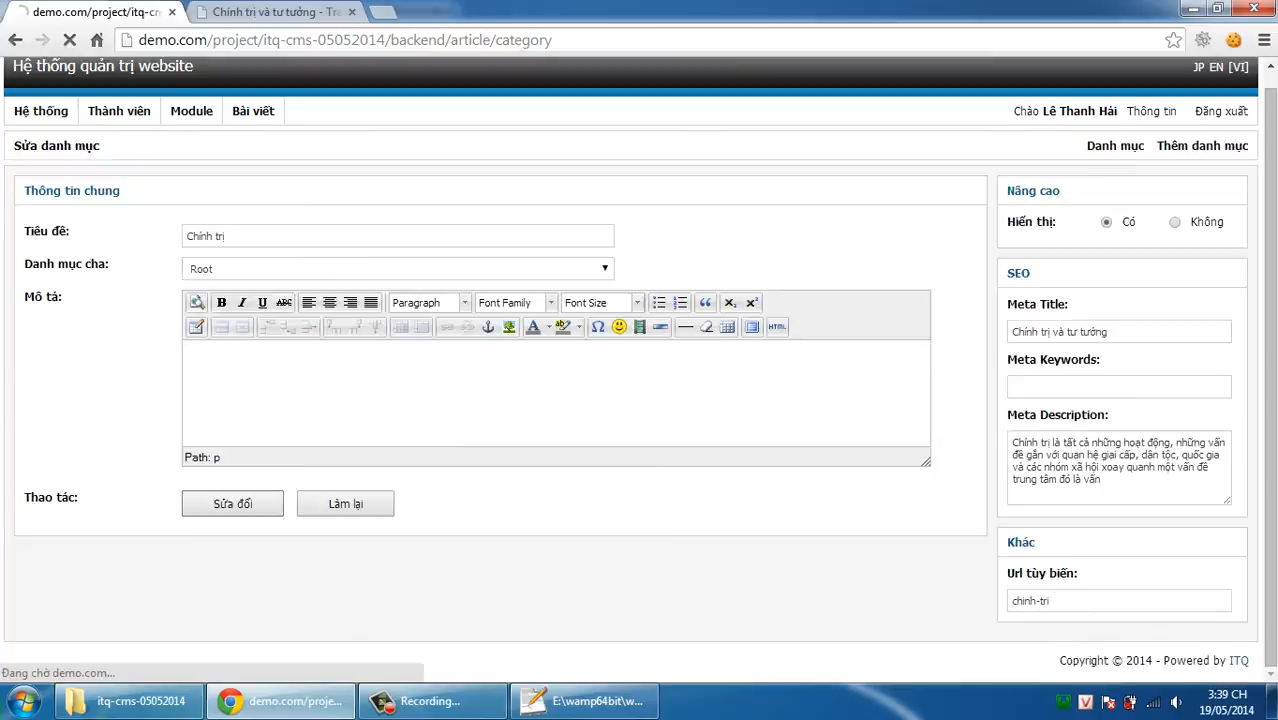 demo.com/project/itq-cn
Chính trị và tư tưởng - Tra
demo.com/project/itq-cms-05052014/backend/article/category
Hệ thống quản trị website
JP EN [VI]
Hệ thống Thành viên Module Bài viết
Chào Lê Thanh Hải Thông tin Đăng xuất
Sửa danh mục
Danh mục Thêm danh mục
Thông tin chung
Tiêu đề:
Chính trị
Danh mục cha:
Root
Mô tả:
B I U ABC Paragraph Font Family Font Size
HTML
Path: p
Thao tác:
Sửa đổi Làm lại
Nâng cao
Hiển thị: Có Không
SEO
Meta Title:
Chính trị và tư tưởng
Meta Keywords:
Meta Description:
Chính trị là tất cả những hoạt động, những vấn
đề gắn với quan hệ giai cấp, dân tộc, quốc gia
và các nhóm xã hội xoay quanh một vấn đề
trung tâm đó là vấn
Khác
Url tùy biến:
chinh-tri
Copyright © 2014 - Powered by ITQ
Đang chờ demo.com...
itq-cms-05052014
demo.com/proje...
Recording...
E:\wamp64bit\w...
3:39 CH
19/05/2014